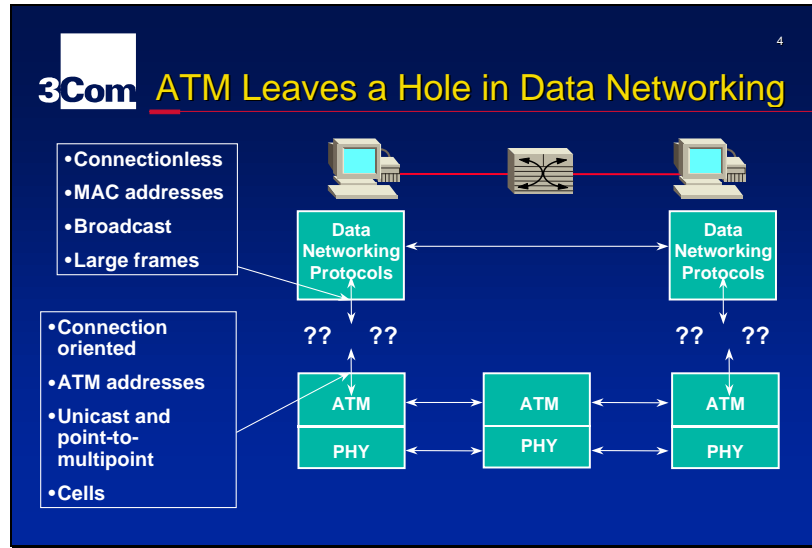 4
3Com
ATM Leaves a Hole in Data Networking
•Connectionless
•MAC addresses
•Broadcast
•Large frames
Data
Networking
Protocols
Data
Networking
Protocols
•Connection
oriented
•ATM addresses
•Unicast and
point-to-
multipoint
•Cells
?? ??
?? ??
ATM
ATM
ATM
PHY
PHY
PHY